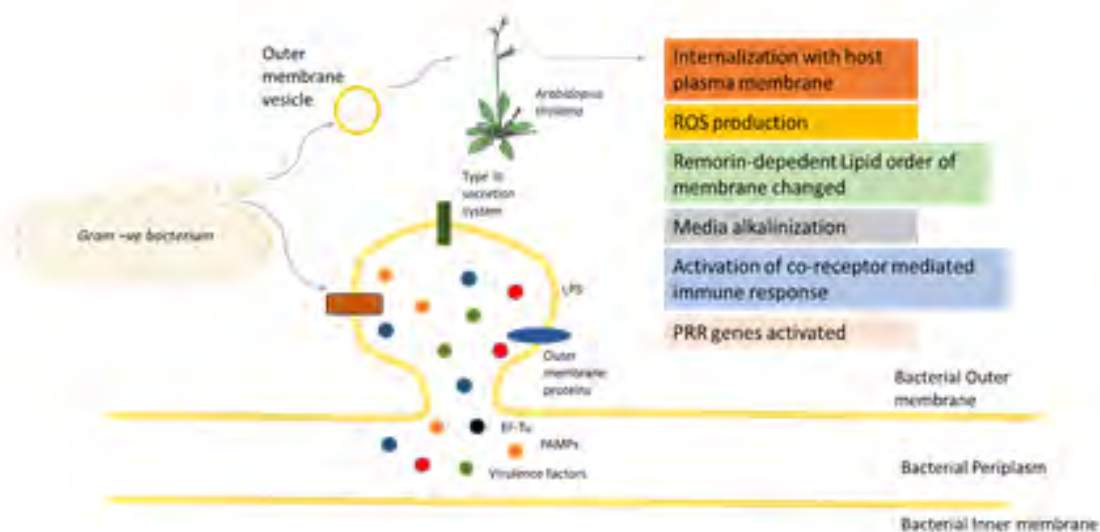 Outer
membrane
vesicle
Arabidopsis
thaliana
Internalization with host
plasma membrane
ROS production
Remorin-depedent Lipid order of
membrane changed
Media alkalinization
Activation of co-receptor mediated
immune response
PRR genes activated
Gram –ve bacterium
Type
secretion
system
LPS
Outer
membrane
proteins
EF-Tu
PAMPs
Virulence factors
Bacterial Outer
membrane
Bacterial Periplasm
Bacterial Inner membrane